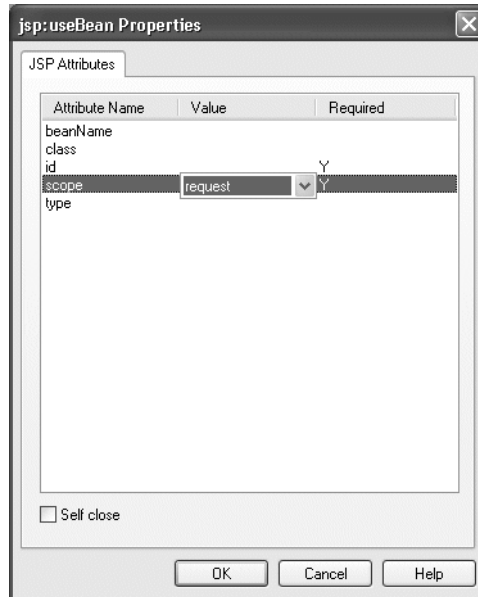 jsp:useBean Properties
JSP Attributes
Attribute Name Value Required
beanName
class
id Y
scope request Y
type
Self close
OK Cancel Help